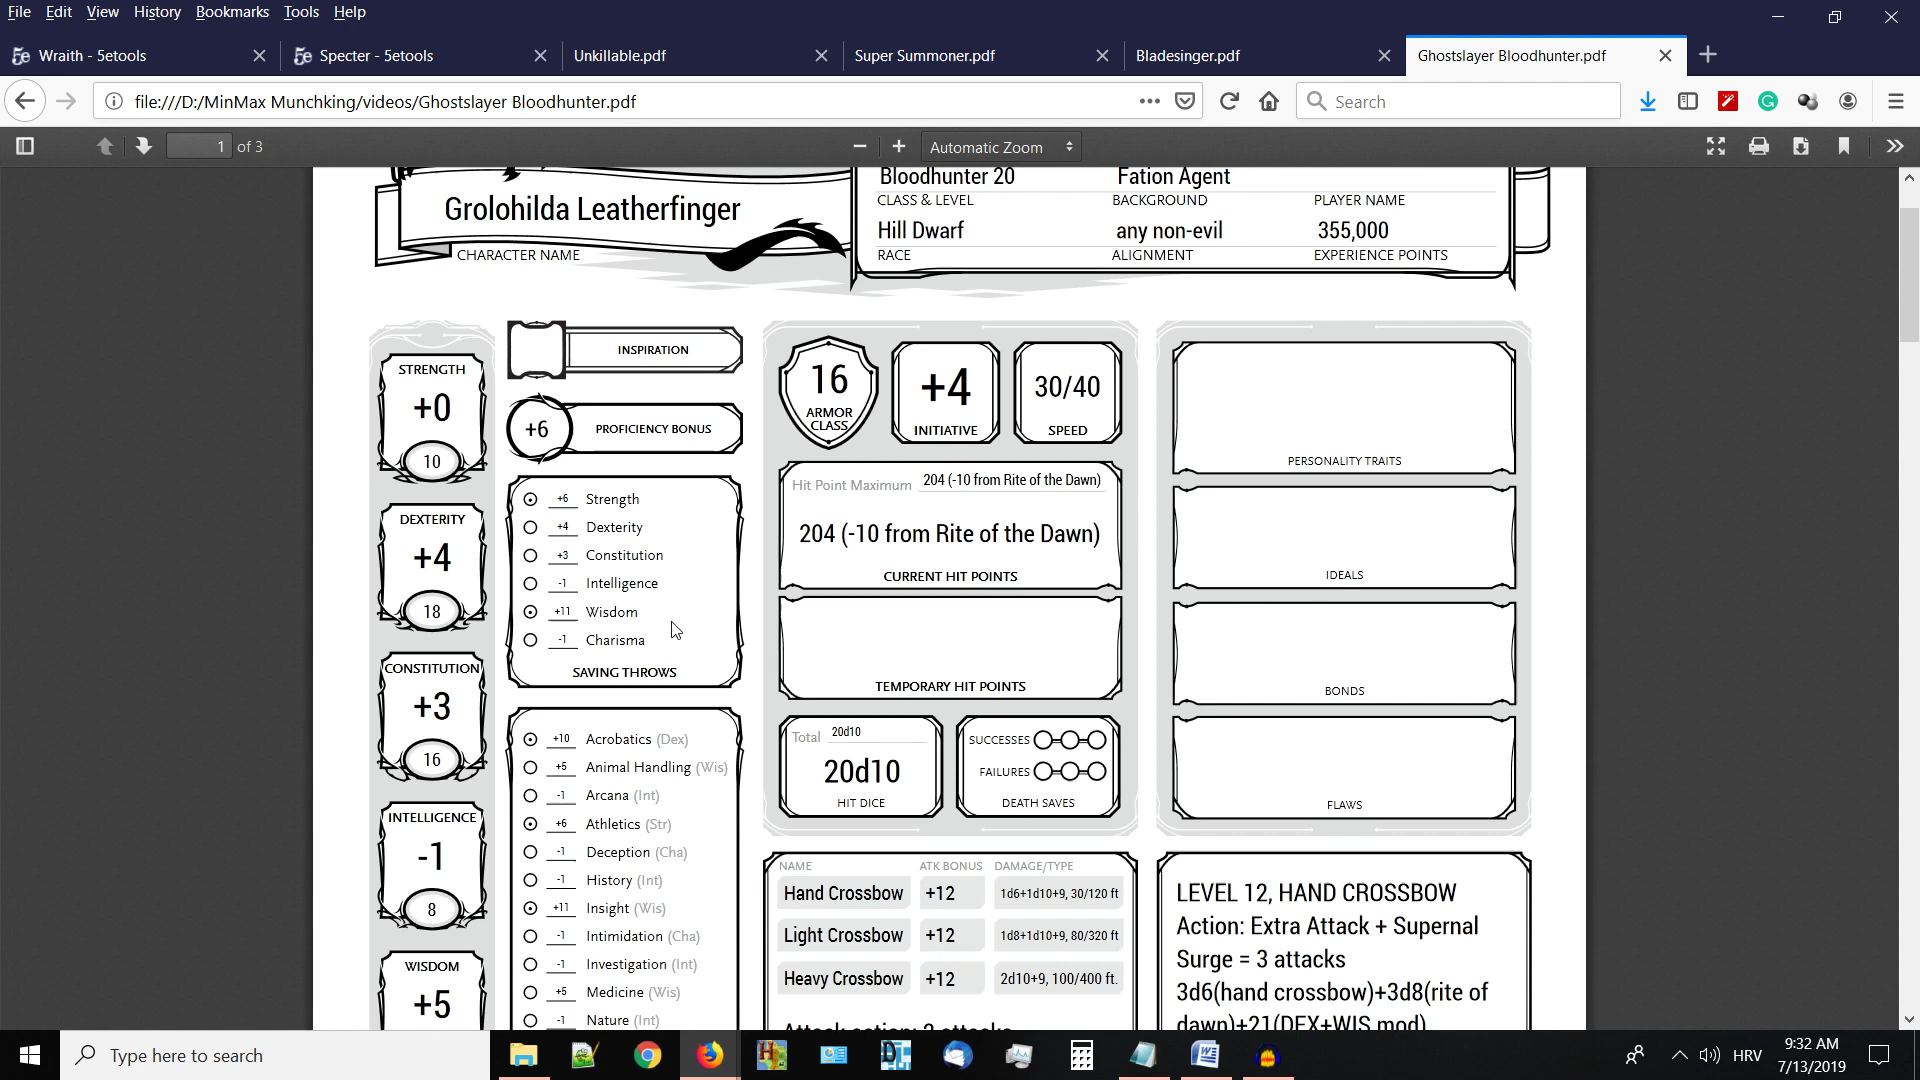 File Edit View History Bookmarks Tools Help
Wraith - 5etools
Specter - 5etools
Unkillable.pdf
Super Summoner.pdf
Bladesinger.pdf
Ghostslayer Bloodhunter.pdf
file:///D:/MinMax Munchking/videos/Ghostslayer Bloodhunter.pdf
Search
1 of 3
Automatic Zoom
Grolohilda Leatherfinger
CHARACTER NAME
Bloodhunter 20 Fation Agent
CLASS & LEVEL BACKGROUND PLAYER NAME
Hill Dwarf any non-evil 355,000
RACE ALIGNMENT EXPERIENCE POINTS
STRENGTH
+0
10
DEXTERITY
+4
18
CONSTITUTION
+3
16
INTELLIGENCE
-1
8
WISDOM
+5
INSPIRATION
+6 PROFICIENCY BONUS
+6 Strength
+4 Dexterity
+3 Constitution
-1 Intelligence
+11 Wisdom
-1 Charisma
SAVING THROWS
+10 Acrobatics (Dex)
+5 Animal Handling (Wis)
-1 Arcana (Int)
+6 Athletics (Str)
-1 Deception (Cha)
-1 History (Int)
+11 Insight (Wis)
-1 Intimidation (Cha)
-1 Investigation (Int)
+5 Medicine (Wis)
-1 Nature (Int)
16
ARMOR
CLASS
+4
INITIATIVE
30/40
SPEED
Hit Point Maximum 204 (-10 from Rite of the Dawn)
204 (-10 from Rite of the Dawn)
CURRENT HIT POINTS
TEMPORARY HIT POINTS
Total 20d10
20d10
HIT DICE
SUCCESSES
FAILURES
DEATH SAVES
NAME ATK BONUS DAMAGE/TYPE
Hand Crossbow +12 1d6+1d10+9, 30/120 ft
Light Crossbow +12 1d8+1d10+9, 80/320 ft
Heavy Crossbow +12 2d10+9, 100/400 ft.
Attack action: 2 attacks
PERSONALITY TRAITS
IDEALS
BONDS
FLAWS
LEVEL 12, HAND CROSSBOW
Action: Extra Attack + Supernal
Surge = 3 attacks
3d6(hand crossbow)+3d8(rite of
dawn)+21(DEX+WIS mod)
Type here to search
HRV
9:32 AM
7/13/2019